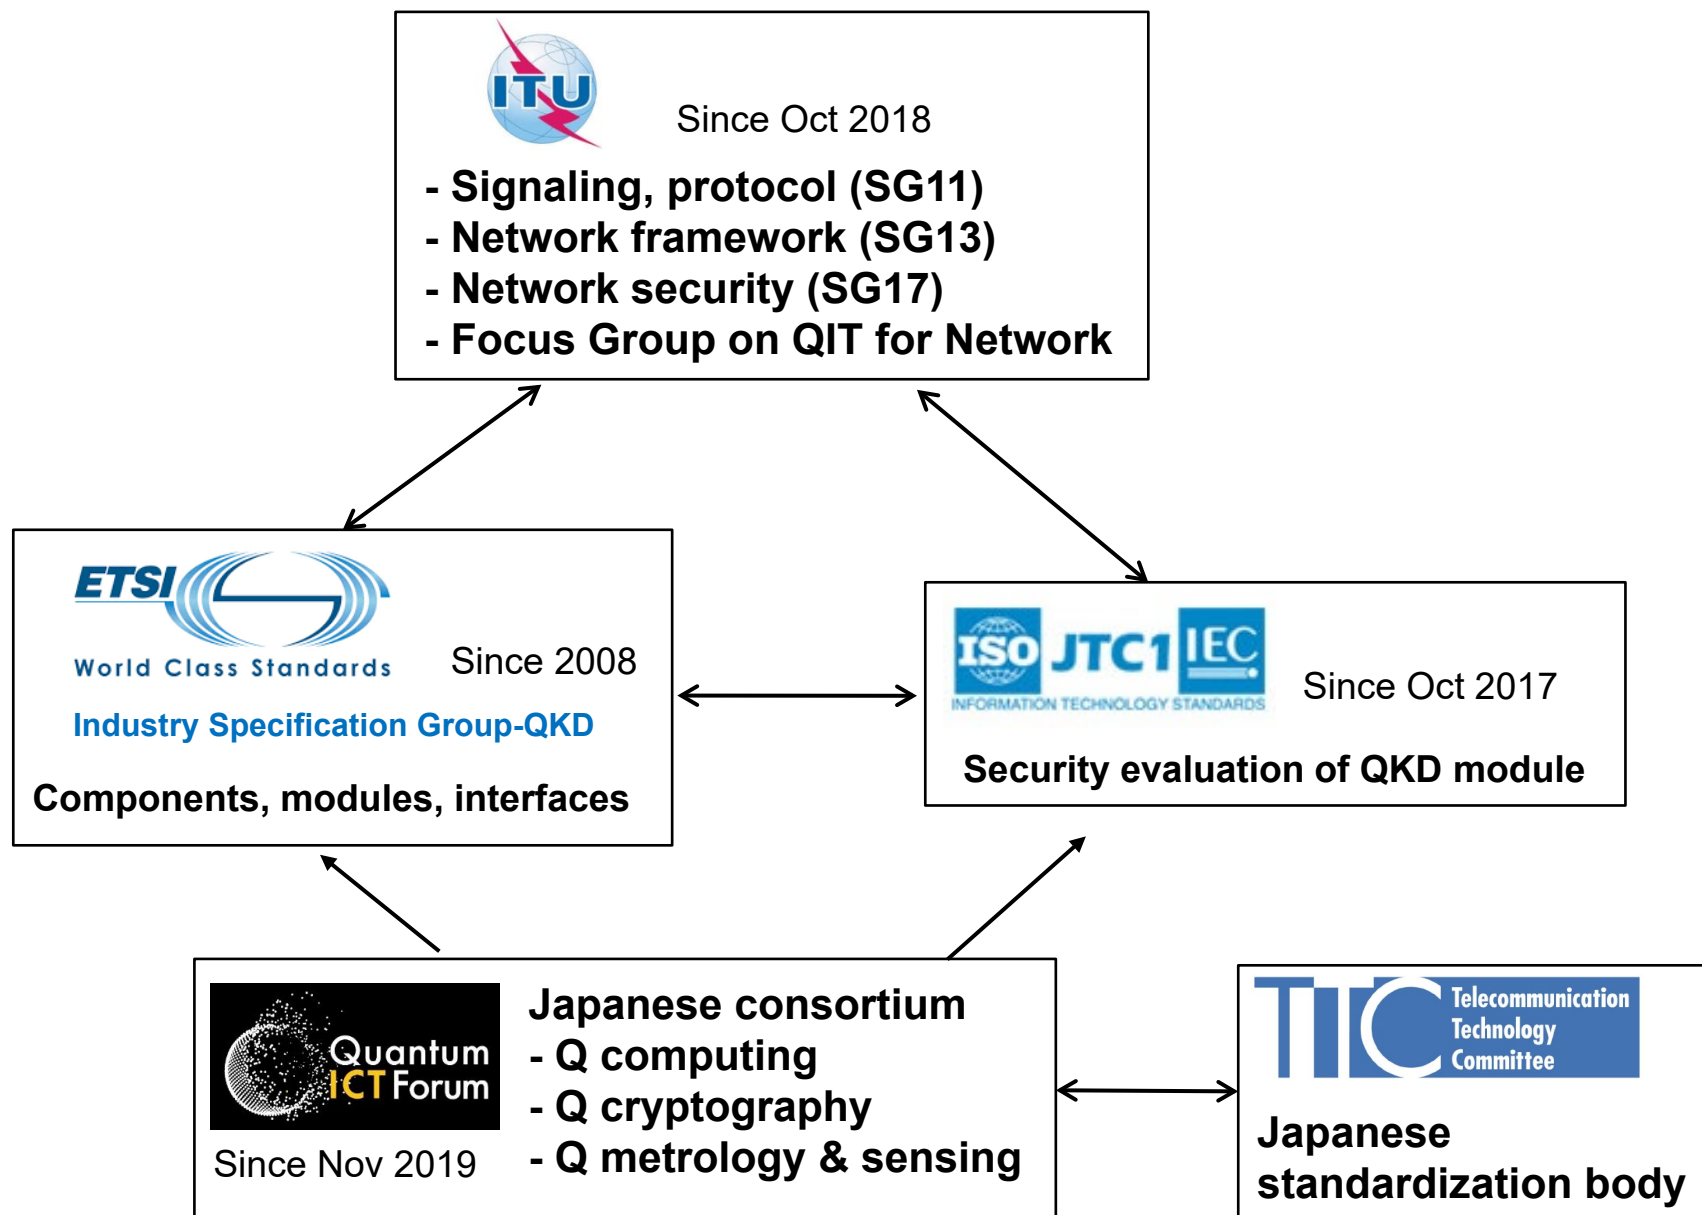 ITU
Since Oct 2018
- Signaling, protocol (SG11)
- Network framework (SG13)
- Network security (SG17)
- Focus Group on QIT for Network
ETSI
World Class Standards
Since 2008
Industry Specification Group-QKD
Components, modules, interfaces
ISO JTC1 IEC
INFORMATION TECHNOLOGY STANDARDS
Since Oct 2017
Security evaluation of QKD module
Quantum
ICT Forum
Since Nov 2019
Japanese consortium
- Q computing
- Q cryptography
- Q metrology & sensing
TTC
Telecommunication
Technology
Committee
Japanese
standardization body